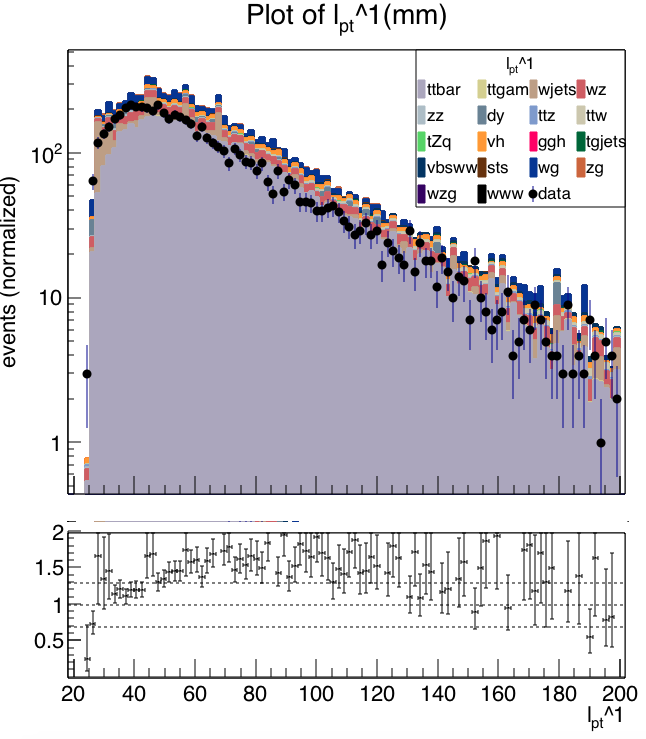 Plot of l_pt^1(mm)
l_pt^1
ttbar ttgam wjets wz
zz dy ttz ttw
tZq vh ggh tgjets
vbsww sts wg zg
wzg www data
events (normalized)
10^2
10
1
2
1.5
1
0.5
20 40 60 80 100 120 140 160 180 200
l_pt^1